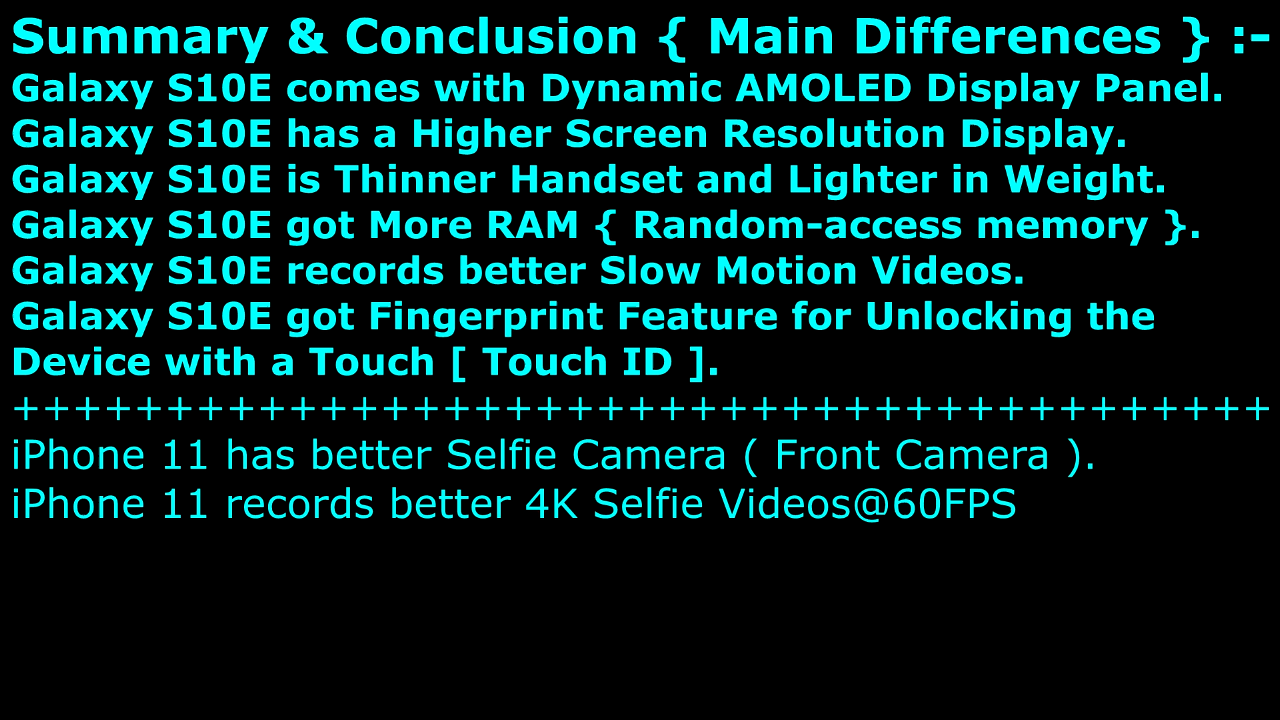 Summary & Conclusion { Main Differences } :-
Galaxy S10E comes with Dynamic AMOLED Display Panel.
Galaxy S10E has a Higher Screen Resolution Display.
Galaxy S10E is Thinner Handset and Lighter in Weight.
Galaxy S10E got More RAM { Random-access memory }.
Galaxy S10E records better Slow Motion Videos.
Galaxy S10E got Fingerprint Feature for Unlocking the
Device with a Touch [ Touch ID ].
+++++++++++++++++++++++++++++++++++++++++
iPhone 11 has better Selfie Camera ( Front Camera ).
iPhone 11 records better 4K Selfie Videos@60FPS